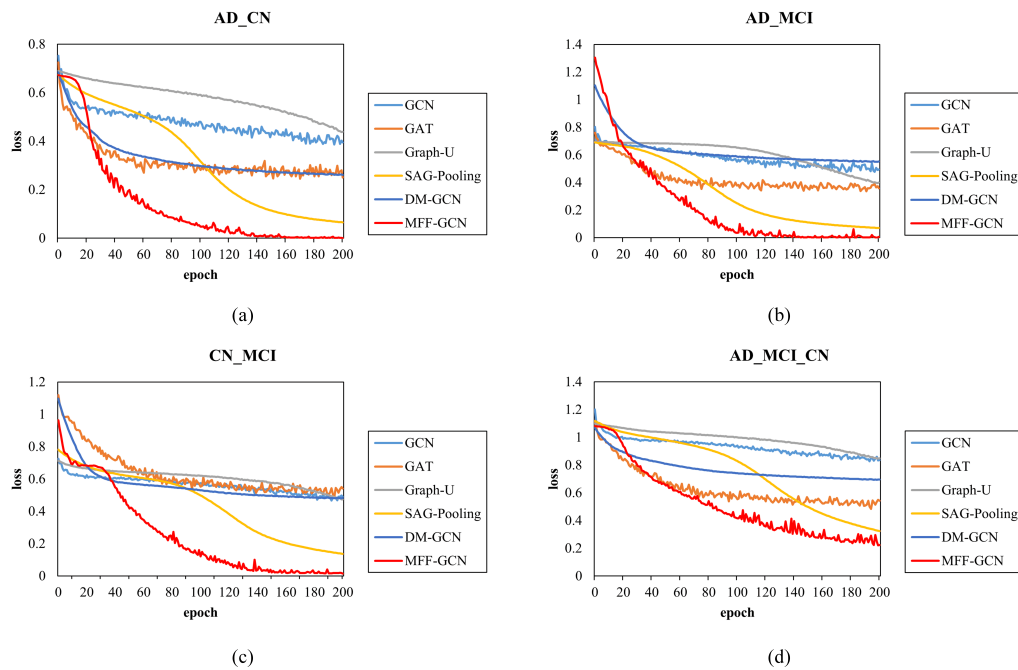 AD_CN
0.8
0.6
0.4
0.2
0
loss
0 20 40 60 80 100 120 140 160 180 200
epoch
GCN
GAT
Graph-U
SAG-Pooling
DM-GCN
MFF-GCN
(a)
AD_MCI
1.4
1.2
1
0.8
0.6
0.4
0.2
0
loss
0 20 40 60 80 100 120 140 160 180 200
epoch
GCN
GAT
Graph-U
SAG-Pooling
DM-GCN
MFF-GCN
(b)
CN_MCI
1.2
1
0.8
0.6
0.4
0.2
0
loss
0 20 40 60 80 100 120 140 160 180 200
epoch
GCN
GAT
Graph-U
SAG-Pooling
DM-GCN
MFF-GCN
(c)
AD_MCI_CN
1.4
1.2
1
0.8
0.6
0.4
0.2
0
loss
0 20 40 60 80 100 120 140 160 180 200
epoch
GCN
GAT
Graph-U
SAG-Pooling
DM-GCN
MFF-GCN
(d)